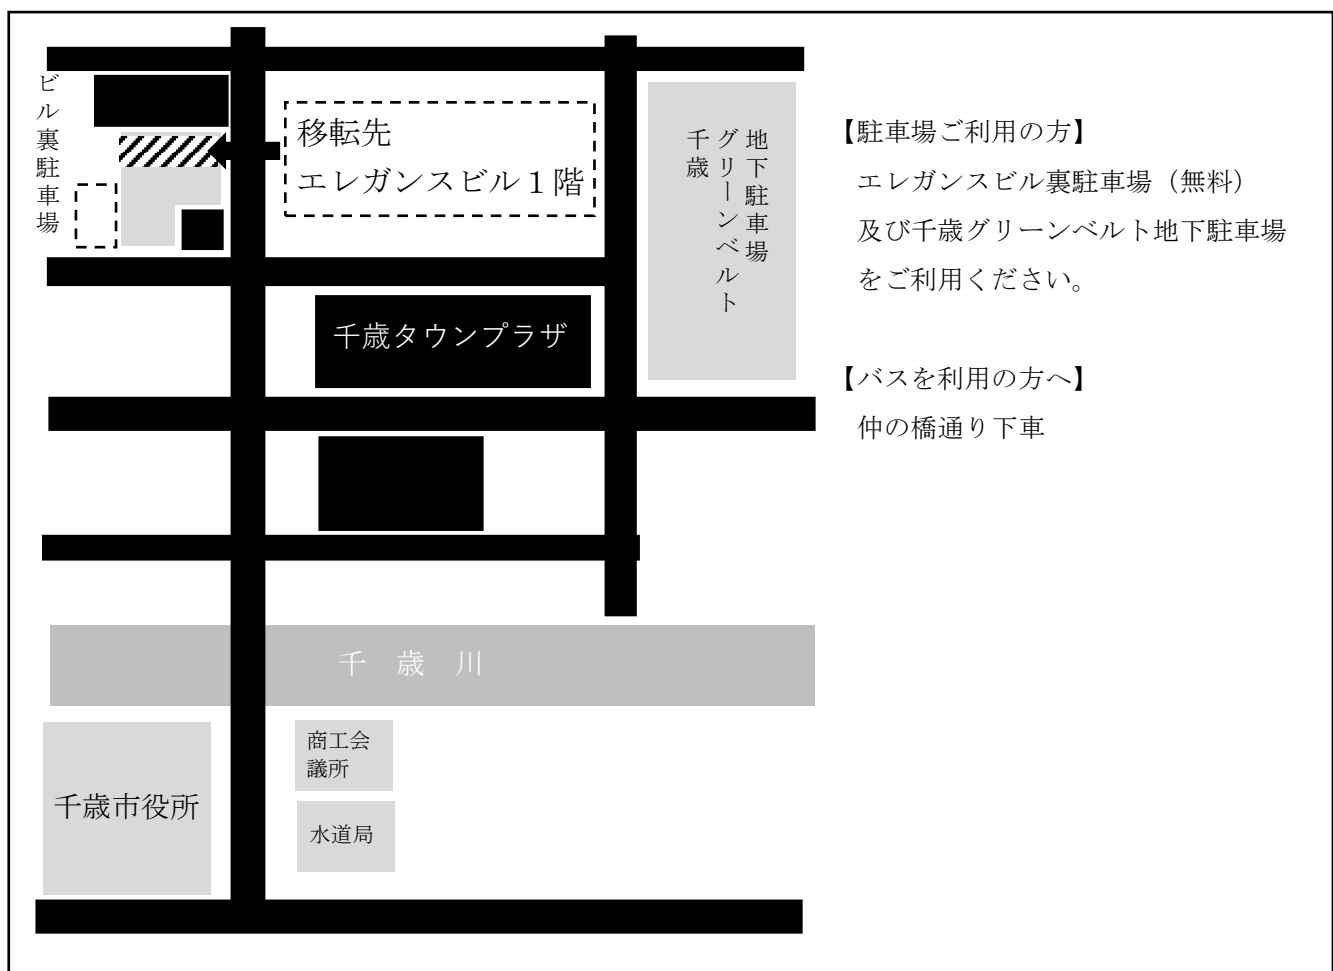 ビル裏駐車場
移転先
エレガンスビル１階
千歳
グリーンベルト
地下駐車場
千歳タウンプラザ
千歳川
千歳市役所
商工会
議所
水道局
【駐車場ご利用の方】
エレガンスビル裏駐車場（無料）
及び千歳グリーンベルト地下駐車場
をご利用ください。
【バスを利用の方へ】
仲の橋通り下車